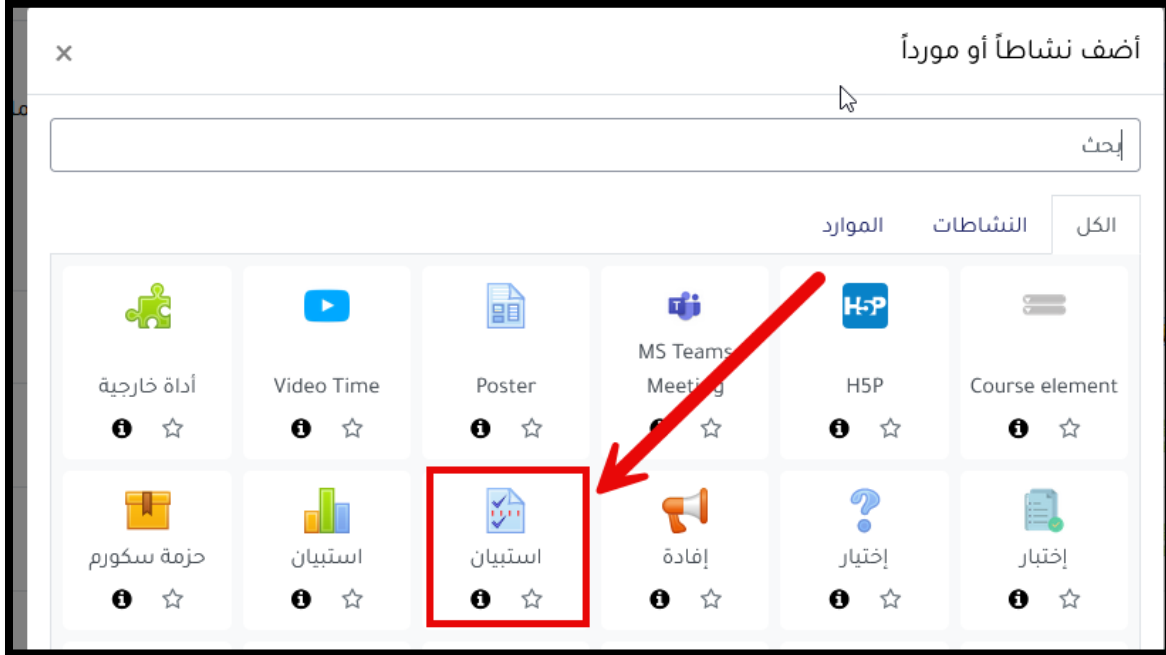 أضف نشاطاً أو مورداً
×
ما
بحث
الكل
النشاطات
الموارد
Course element
H5P
MS Teams Meeting
Poster
Video Time
أداة خارجية
إختبار
إختيار
إفادة
استبيان
استبيان
حزمة سكورم